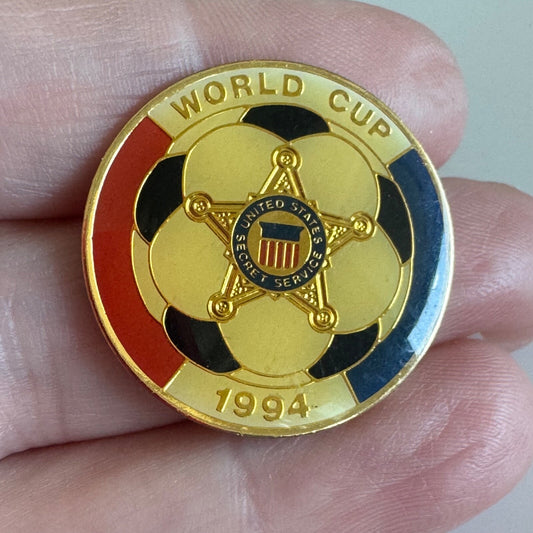 WORLD CUP
UNITED STATES
SECRET SERVICE
1994